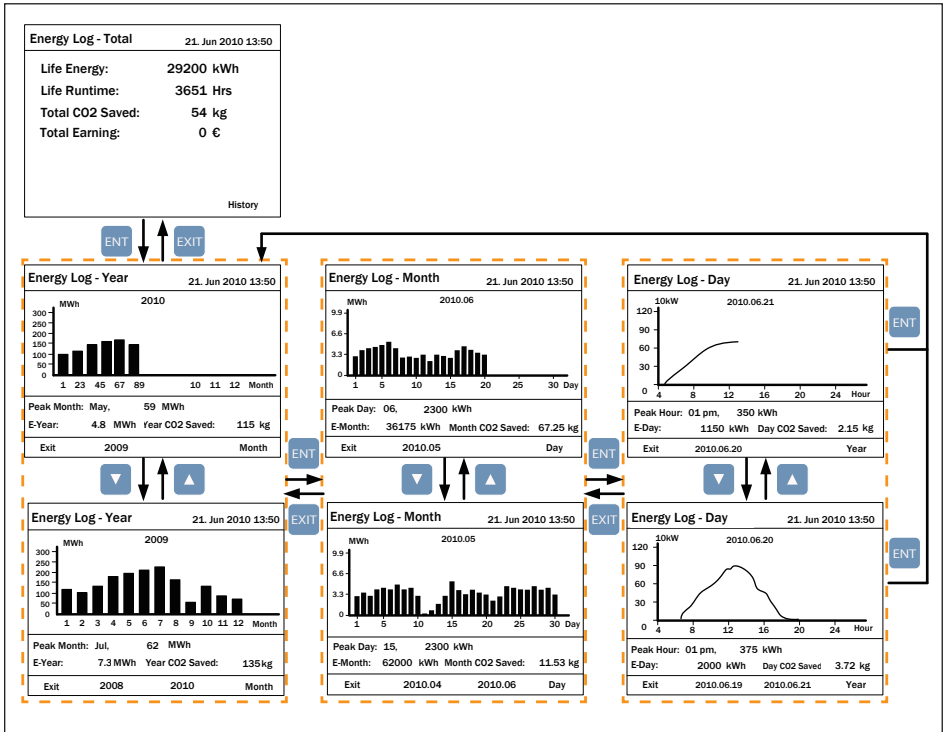 Energy Log - Total 21. Jun 2010 13:50
Life Energy: 29200 kWh
Life Runtime: 3651 Hrs
Total CO2 Saved: 54 kg
Total Earning: 0 €
History
ENT EXIT
Energy Log - Year 21. Jun 2010 13:50
MWh 2010
300
250
200
150
100
50
0
1 23 45 67 89 10 11 12 Month
Peak Month: May, 59 MWh
E-Year: 4.8 MWh Year CO2 Saved: 115 kg
Exit 2009 Month
Energy Log - Month 21. Jun 2010 13:50
MWh 2010.06
9.9
6.6
3.3
0
1 5 10 15 20 25 30 Day
Peak Day: 06, 2300 kWh
E-Month: 36175 kWh Month CO2 Saved: 67.25 kg
Exit 2010.05 Day
Energy Log - Day 21. Jun 2010 13:50
10kW 2010.06.21
120
90
60
30
0 4 8 12 16 20 24 Hour
Peak Hour: 01 pm, 350 kWh
E-Day: 1150 kWh Day CO2 Saved: 2.15 kg
Exit 2010.06.20 Year
ENT
ENT
EXIT
ENT
EXIT
ENT
Energy Log - Year 21. Jun 2010 13:50
MWh 2009
300
250
200
150
100
50
0
1 2 3 4 5 6 7 8 9 10 11 12 Month
Peak Month: Jul, 62 MWh
E-Year: 7.3 MWh Year CO2 Saved: 135kg
Exit 2008 2010 Month
Energy Log - Month 21. Jun 2010 13:50
MWh 2010.05
9.9
6.6
3.3
0
1 5 10 15 20 25 30 Day
Peak Day: 15, 2300 kWh
E-Month: 62000 kWh Month CO2 Saved: 11.53 kg
Exit 2010.04 2010.06 Day
Energy Log - Day 21. Jun 2010 13:50
10kW 2010.06.20
120
90
60
30
0 4 8 12 16 20 24 Hour
Peak Hour: 01 pm, 375 kWh
E-Day: 2000 kWh Day CO2 Saved 3.72 kg
Exit 2010.06.19 2010.06.21 Year